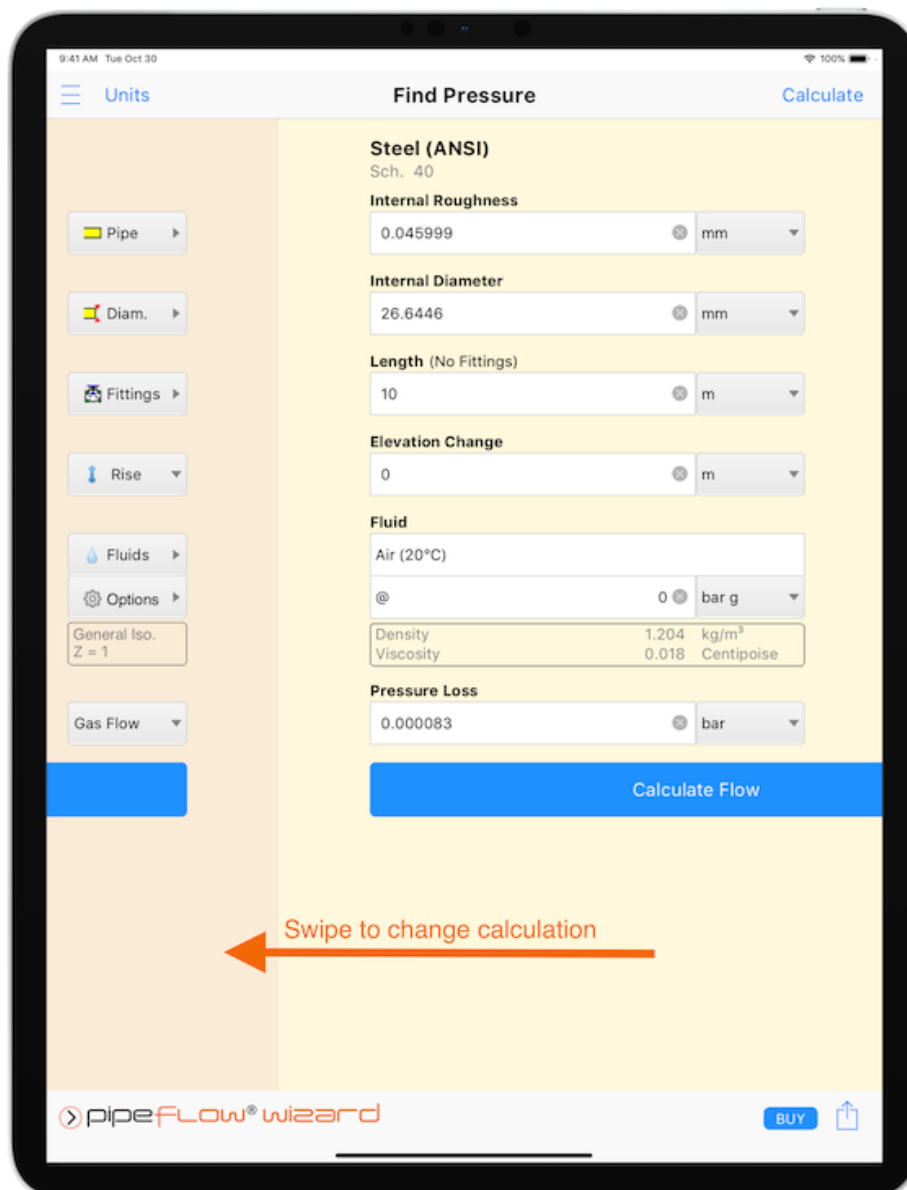 9:41 AM Tue Oct 30
100%
Units
Find Pressure
Calculate
Steel (ANSI)
Sch. 40
Internal Roughness
Pipe
0.045999
mm
Internal Diameter
Diam.
26.6446
mm
Length (No Fittings)
Fittings
10
m
Elevation Change
Rise
0
m
Fluid
Fluids
Air (20°C)
Options
@
0
bar g
General Iso.
Z = 1
Density 1.204 kg/m³
Viscosity 0.018 Centipoise
Pressure Loss
Gas Flow
0.000083
bar
Calculate Flow
Swipe to change calculation
pipeFLOW® wizard
BUY